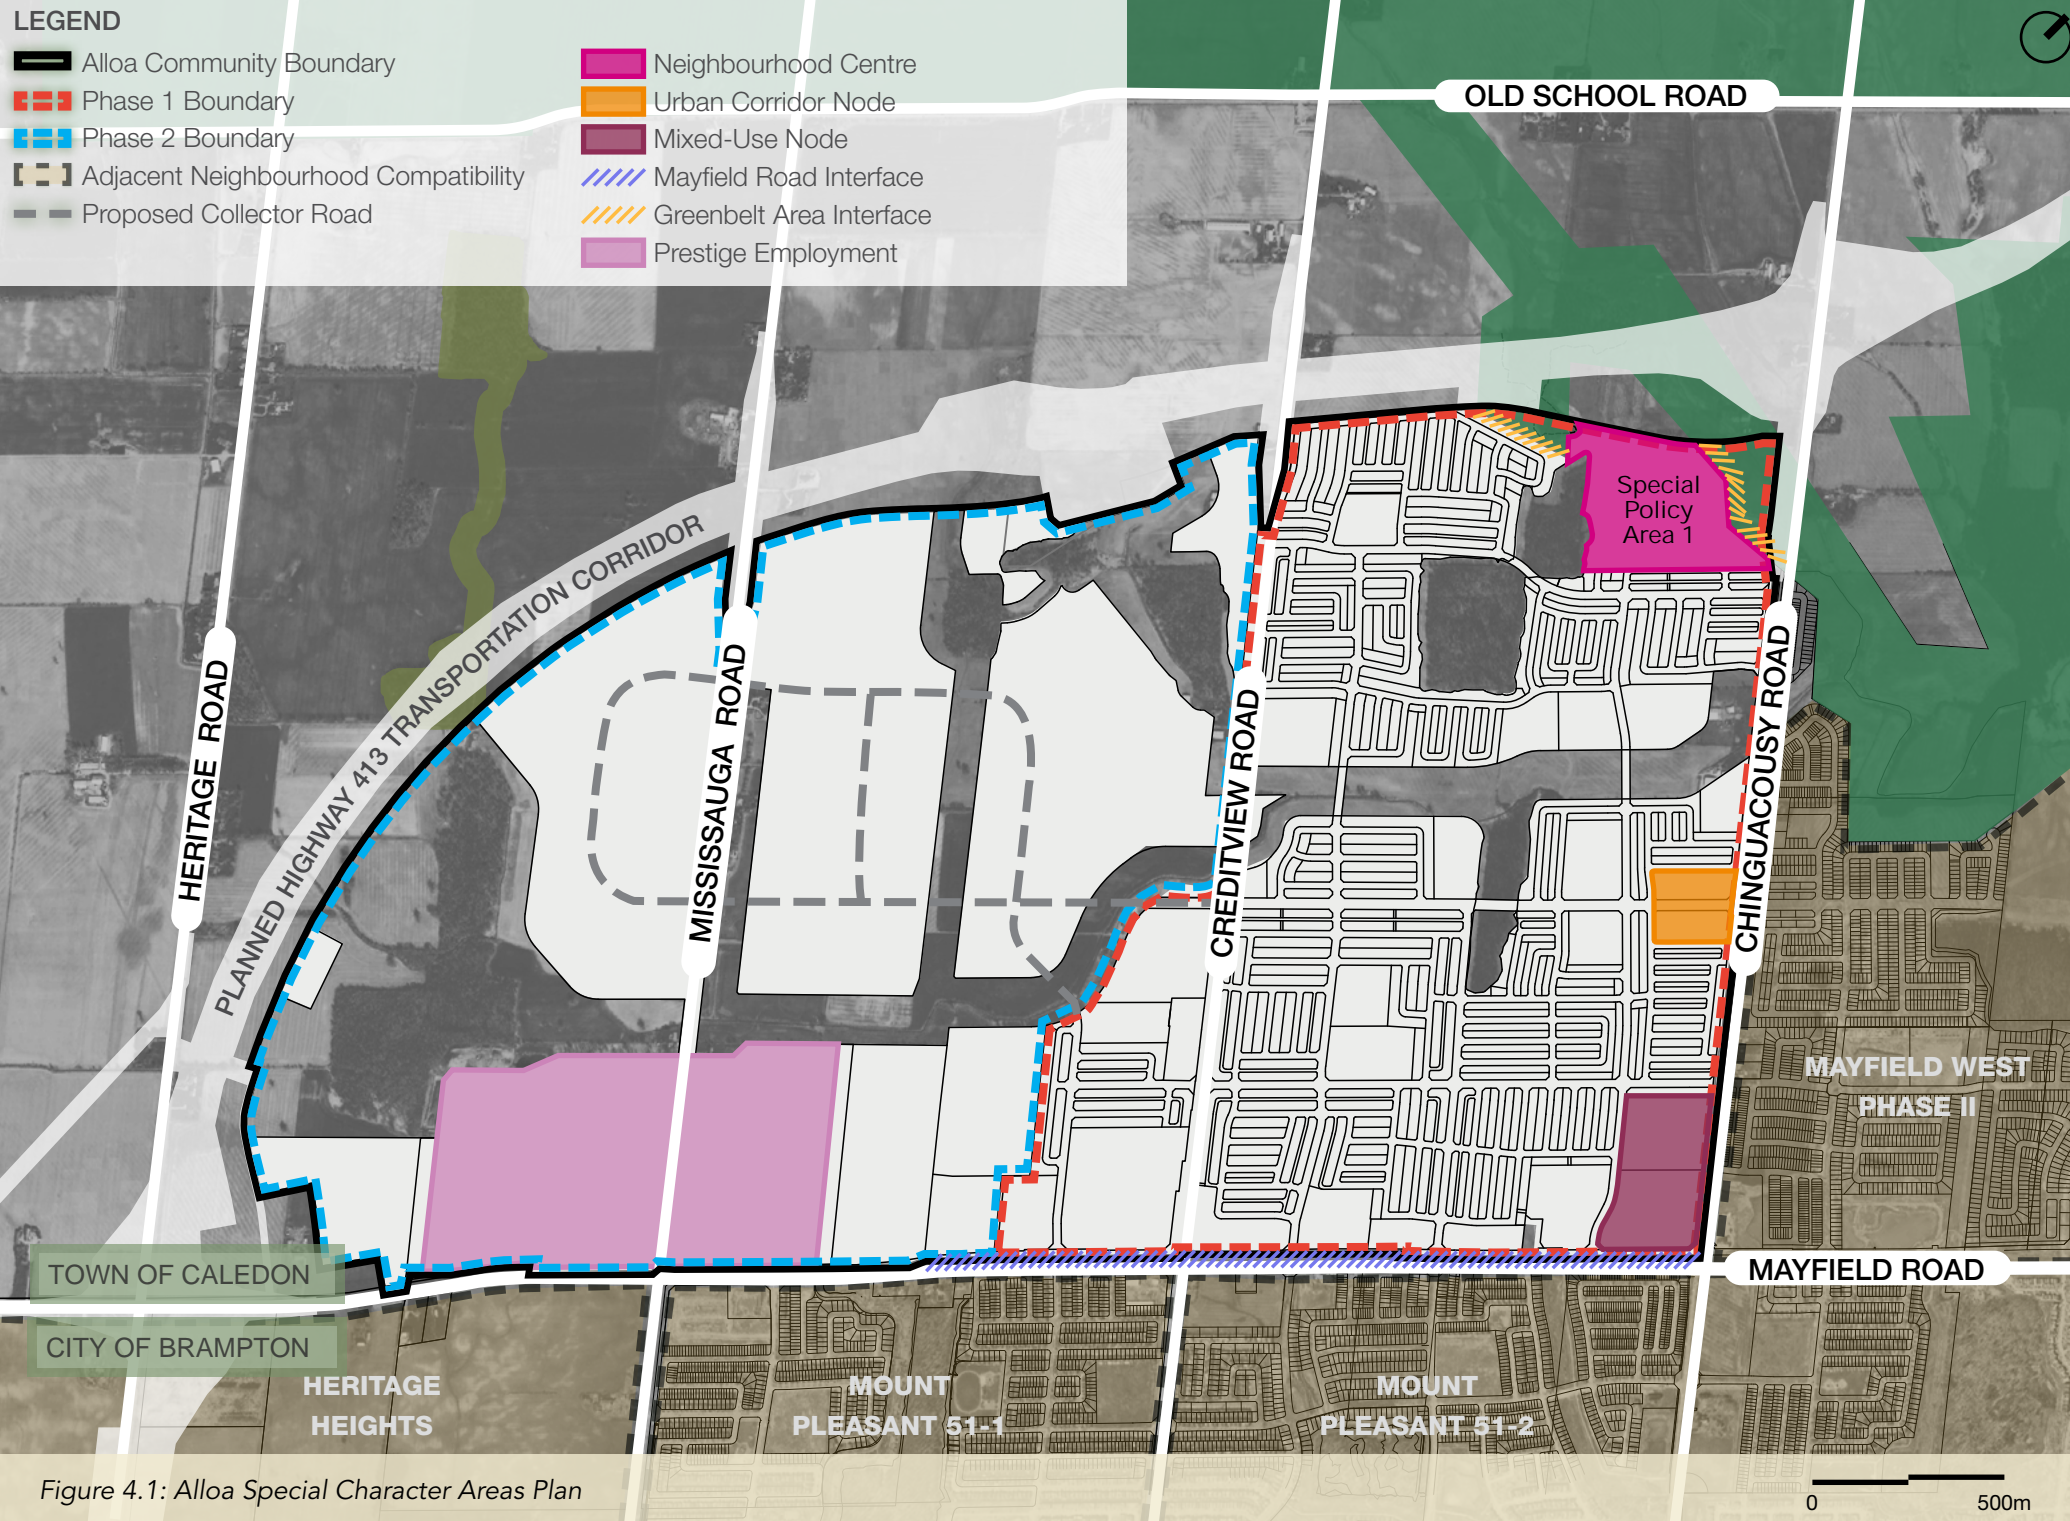 LEGEND
Alloa Community Boundary
Phase 1 Boundary
Phase 2 Boundary
Adjacent Neighbourhood Compatibility
Proposed Collector Road
Neighbourhood Centre
Urban Corridor Node
Mixed-Use Node
Mayfield Road Interface
Greenbelt Area Interface
Prestige Employment
OLD SCHOOL ROAD
Special
Policy
Area 1
PLANNED HIGHWAY 413 TRANSPORTATION CORRIDOR
HERITAGE ROAD
MISSISSAUGA ROAD
CREDITVIEW ROAD
CHINGUACOUSY ROAD
MAYFIELD WEST
PHASE II
TOWN OF CALEDON
MAYFIELD ROAD
CITY OF BRAMPTON
HERITAGE
HEIGHTS
MOUNT
PLEASANT 51-1
MOUNT
PLEASANT 51-2
Figure 4.1: Alloa Special Character Areas Plan
0 500m